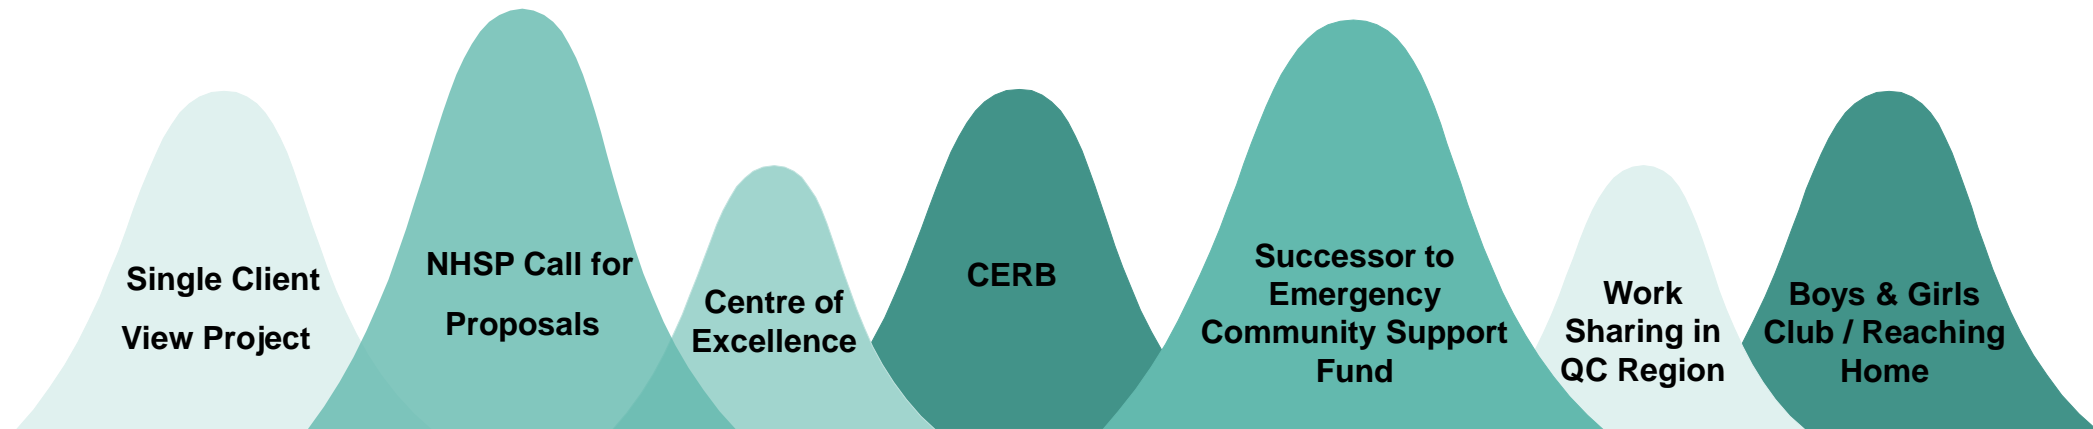 Single Client
View Project
NHSP Call for
Proposals
Centre of
Excellence
CERB
Successor to
Emergency
Community Support
Fund
Work
Sharing in
QC Region
Boys & Girls
Club / Reaching
Home